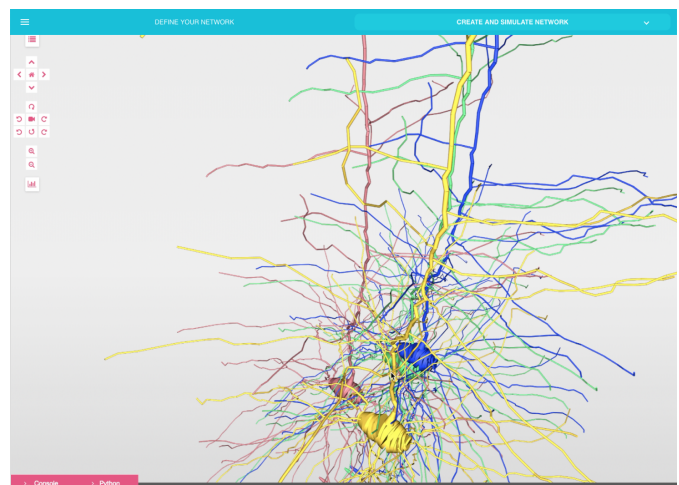 DEFINE YOUR NETWORK
CREATE AND SIMULATE NETWORK
Console
Python